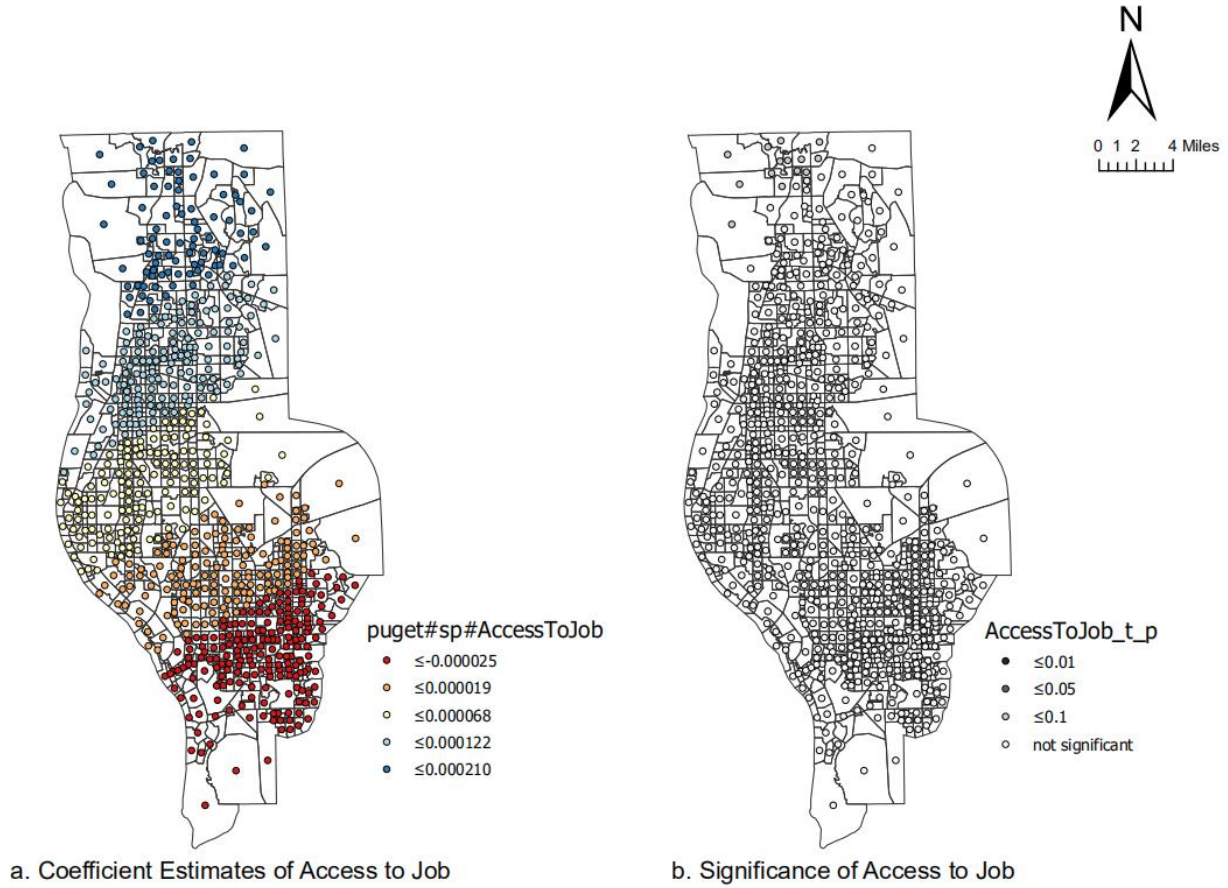 N
0 1 2 4 Miles
puget#sp#AccessToJob
≤-0.000025
≤0.000019
≤0.000068
≤0.000122
≤0.000210
AccessToJob_t_p
≤0.01
≤0.05
≤0.1
not significant
a. Coefficient Estimates of Access to Job
b. Significance of Access to Job